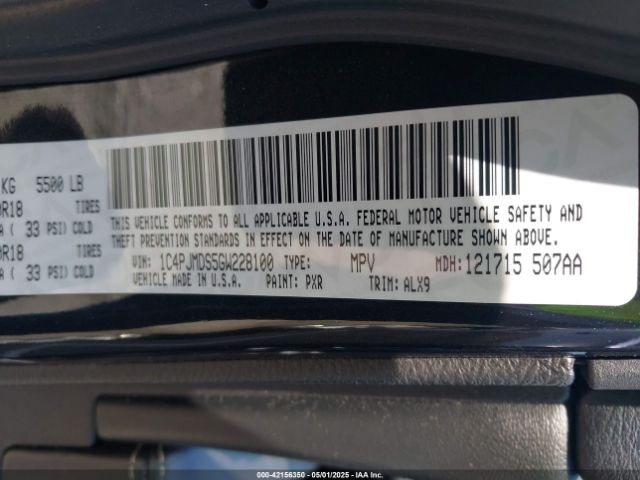 KG 5500 LB
R18 TIRES
( 33 PSI) COLD
R18 TIRES
( 33 PSI) COLD
THIS VEHICLE CONFORMS TO ALL APPLICABLE U.S.A. FEDERAL MOTOR VEHICLE SAFETY AND
THEFT PREVENTION STANDARDS IN EFFECT ON THE DATE OF MANUFACTURE SHOWN ABOVE.
VIN: 1C4PJMDS5GW228100 TYPE: MPV MDH: 121715 507AA
VEHICLE MADE IN U.S.A. PAINT: PXR TRIM: ALX9
000-42156350 - 05/01/2025 - IAA Inc.